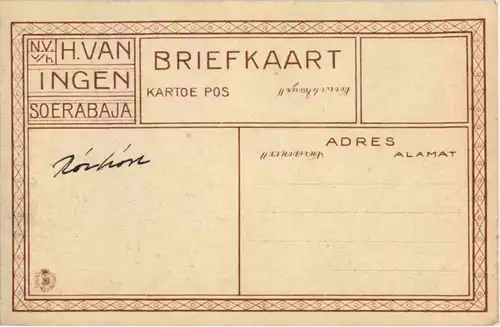 N.V. v/h H. VAN
INGEN
SOERABAJA
BRIEFKAART
KARTOE POS
ADRES
ALAMAT